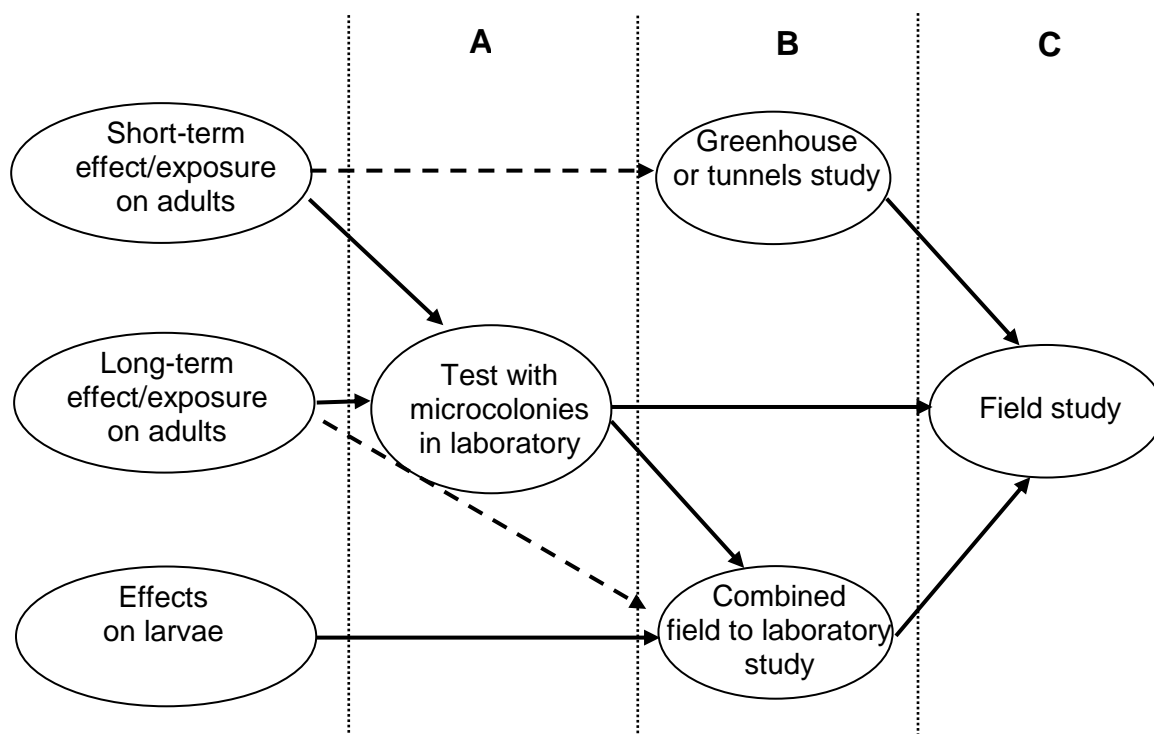 A
B
C
Short-term
effect/exposure
on adults
Greenhouse
or tunnels study
Long-term
effect/exposure
on adults
Test with
microcolonies
in laboratory
Field study
Effects
on larvae
Combined
field to laboratory
study